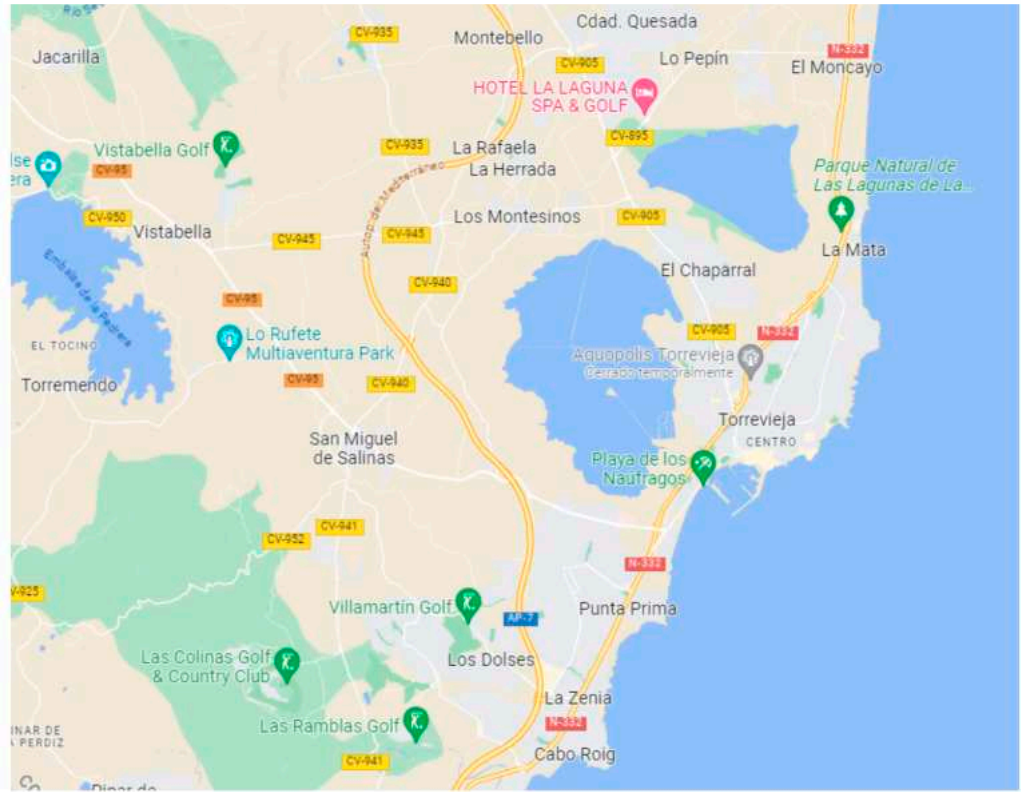 Cdad. Quesada
CV-935
Montebello
N-332
Jacarilla
Lo Pepín
CV-905
El Moncayo
HOTEL LA LAGUNA
SPA & GOLF
CV-895
Vistabella Golf
CV-935
La Rafaela
La Herrada
CV-95
Parque Natural de
Las Lagunas de La...
Autop. del Mediterráneo
CV-950
Vistabella
Los Montesinos
CV-905
CV-945
CV-945
La Mata
Embalse de la Pedrera
El Chaparral
CV-940
CV-95
CV-905
N-332
EL TOCINO
Lo Rufete
Multiaventura Park
Aquopolis Torrevieja
Cerrado temporalmente
Torremendo
CV-95
CV-940
Torrevieja
CENTRO
San Miguel
de Salinas
Playa de los
Naufragos
CV-941
CV-952
N-332
Villamartín Golf
Punta Prima
AP-7
Las Colinas Golf
& Country Club
Los Dolses
La Zenia
Las Ramblas Golf
N-332
Cabo Roig
CV-941